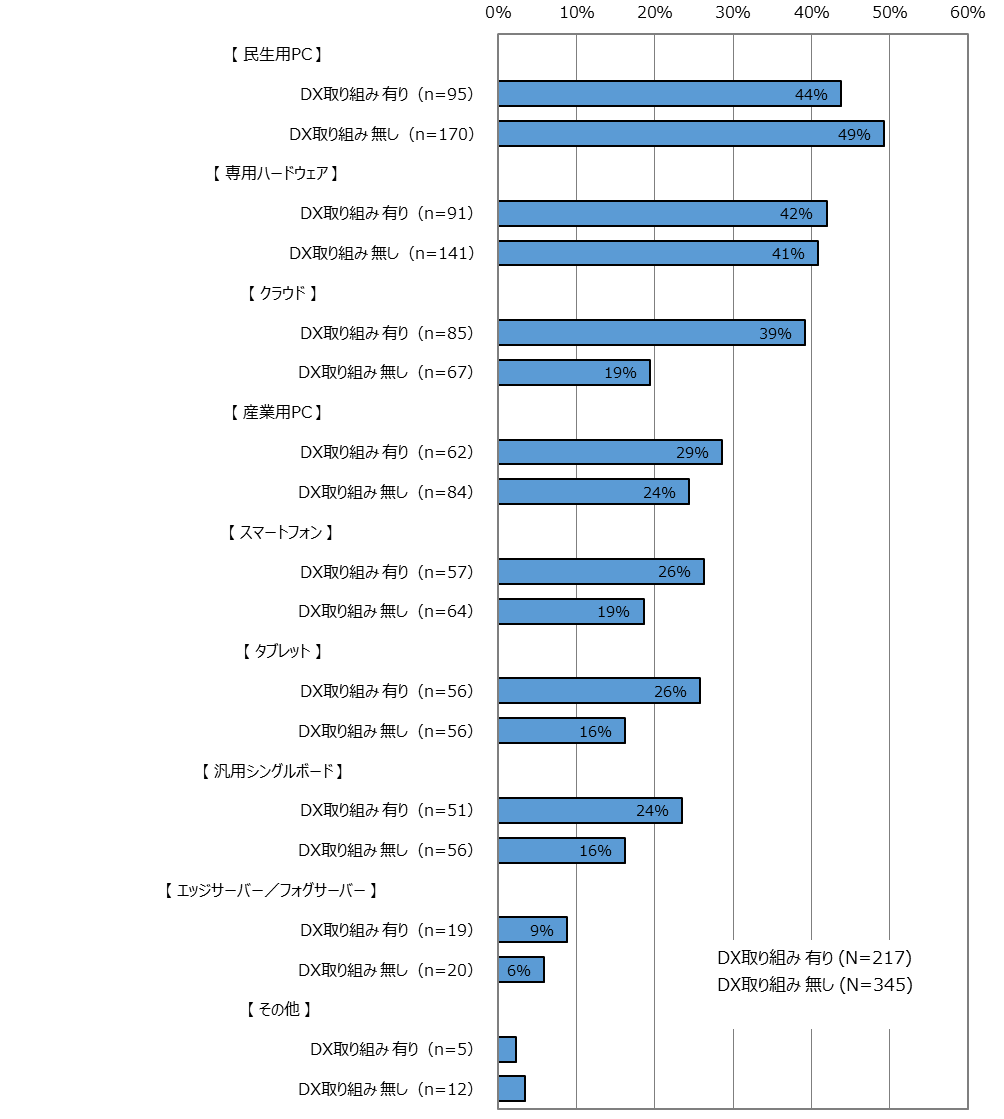 0% 10% 20% 30% 40% 50% 60%
【 民生用PC 】
DX取り組み 有り（n=95） 44%
DX取り組み 無し（n=170） 49%
【 専用ハードウェア 】
DX取り組み 有り（n=91） 42%
DX取り組み 無し（n=141） 41%
【 クラウド 】
DX取り組み 有り（n=85） 39%
DX取り組み 無し（n=67） 19%
【 産業用PC 】
DX取り組み 有り（n=62） 29%
DX取り組み 無し（n=84） 24%
【 スマートフォン 】
DX取り組み 有り（n=57） 26%
DX取り組み 無し（n=64） 19%
【 タブレット 】
DX取り組み 有り（n=56） 26%
DX取り組み 無し（n=56） 16%
【 汎用シングルボード 】
DX取り組み 有り（n=51） 24%
DX取り組み 無し（n=56） 16%
【 エッジサーバー／フォグサーバー 】
DX取り組み 有り（n=19） 9%
DX取り組み 無し（n=20） 6%
DX取り組み 有り (N=217)
DX取り組み 無し (N=345)
【 その他 】
DX取り組み 有り（n=5）
DX取り組み 無し（n=12）